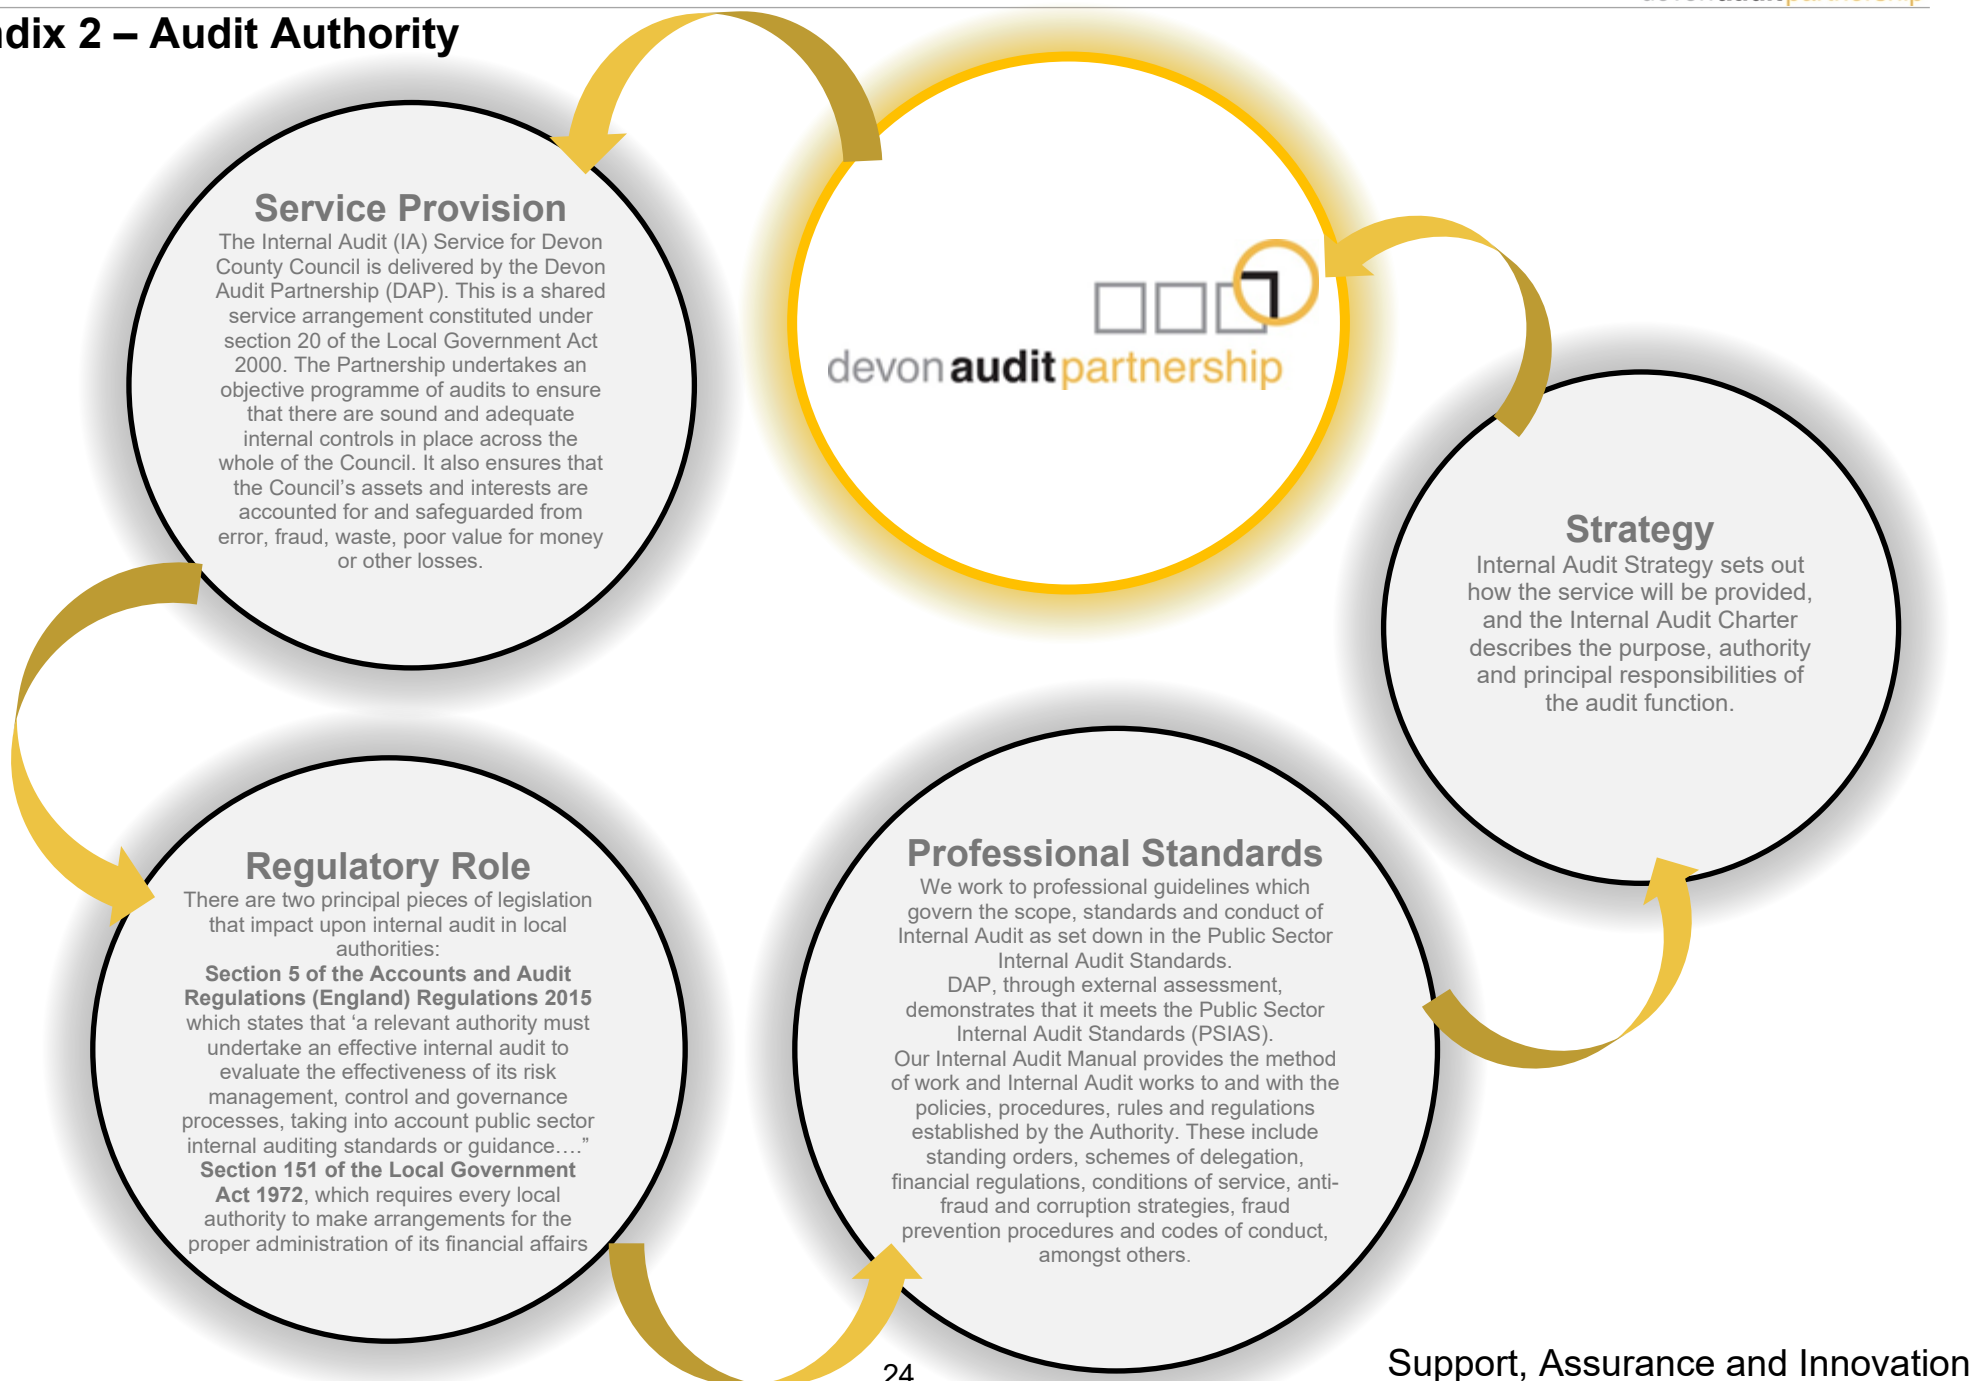 ndix 2 – Audit Authority
Service Provision
The Internal Audit (IA) Service for Devon
County Council is delivered by the Devon
Audit Partnership (DAP). This is a shared
service arrangement constituted under
section 20 of the Local Government Act
2000. The Partnership undertakes an
objective programme of audits to ensure
that there are sound and adequate
internal controls in place across the
whole of the Council. It also ensures that
the Council’s assets and interests are
accounted for and safeguarded from
error, fraud, waste, poor value for money
or other losses.
devonauditpartnership
Strategy
Internal Audit Strategy sets out
how the service will be provided,
and the Internal Audit Charter
describes the purpose, authority
and principal responsibilities of
the audit function.
Regulatory Role
There are two principal pieces of legislation
that impact upon internal audit in local
authorities:
Section 5 of the Accounts and Audit
Regulations (England) Regulations 2015
which states that ‘a relevant authority must
undertake an effective internal audit to
evaluate the effectiveness of its risk
management, control and governance
processes, taking into account public sector
internal auditing standards or guidance….”
Section 151 of the Local Government
Act 1972, which requires every local
authority to make arrangements for the
proper administration of its financial affairs
Professional Standards
We work to professional guidelines which
govern the scope, standards and conduct of
Internal Audit as set down in the Public Sector
Internal Audit Standards.
DAP, through external assessment,
demonstrates that it meets the Public Sector
Internal Audit Standards (PSIAS).
Our Internal Audit Manual provides the method
of work and Internal Audit works to and with the
policies, procedures, rules and regulations
established by the Authority. These include
standing orders, schemes of delegation,
financial regulations, conditions of service, anti-
fraud and corruption strategies, fraud
prevention procedures and codes of conduct,
amongst others.
24
Support, Assurance and Innovation